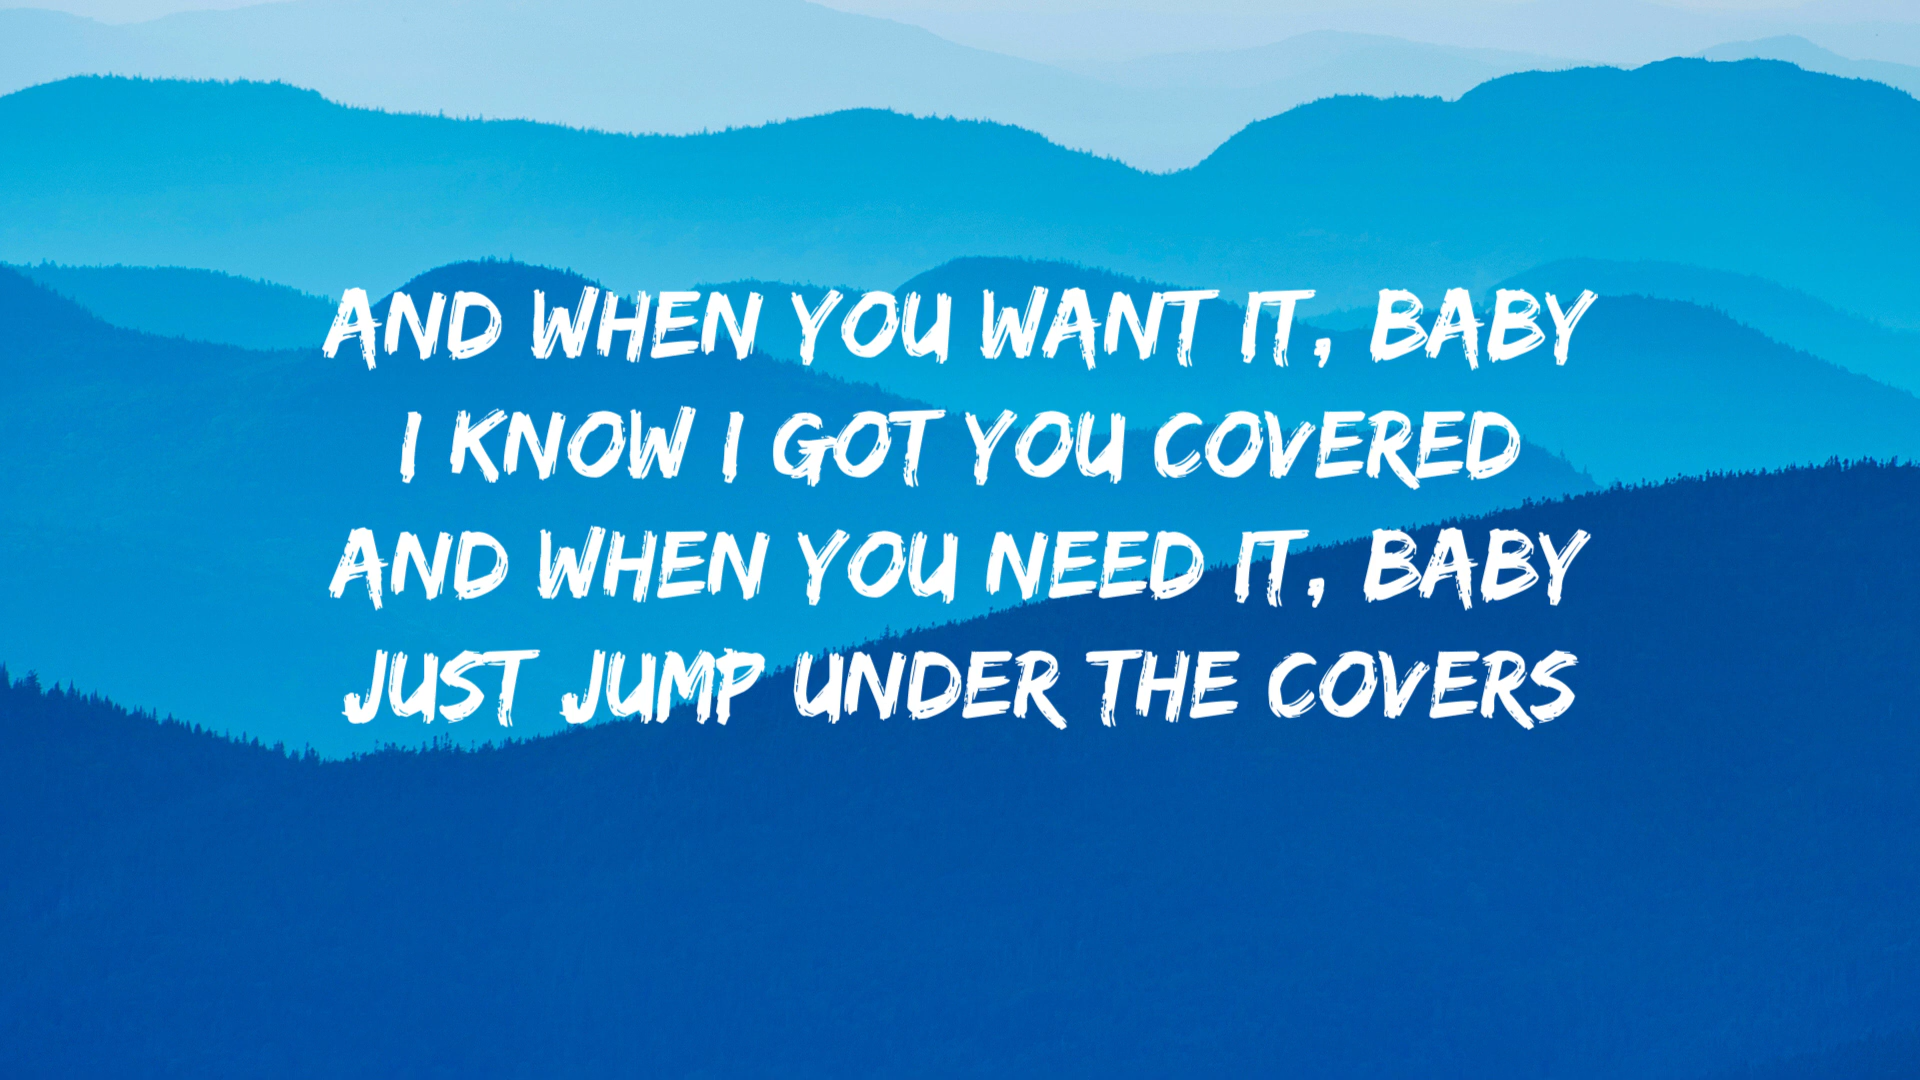 AND WHEN YOU WANT IT, BABY
I KNOW I GOT YOU COVERED
AND WHEN YOU NEED IT, BABY
JUST JUMP UNDER THE COVERS